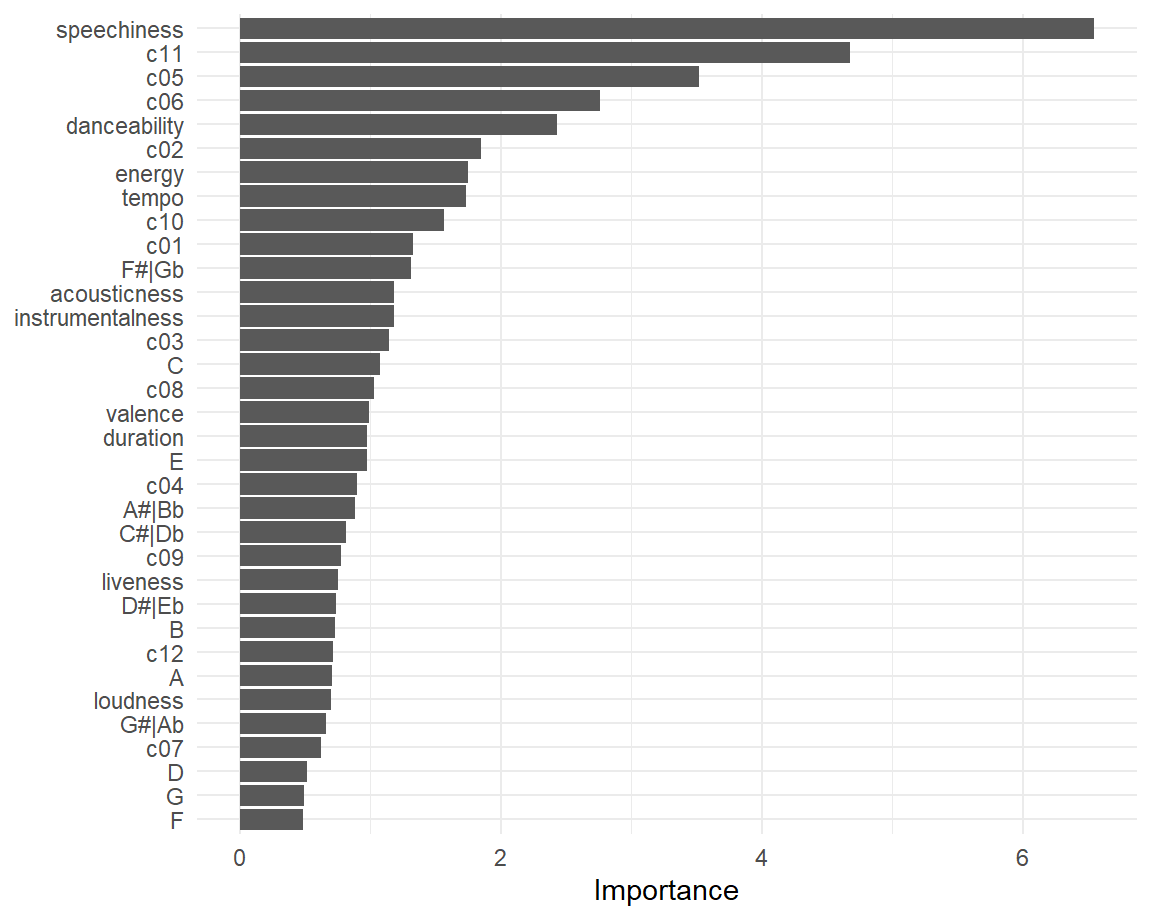 speechiness
c11
c05
c06
danceability
c02
energy
tempo
c10
c01
F#|Gb
acousticness
instrumentalness
c03
C
c08
valence
duration
E
c04
A#|Bb
C#|Db
c09
liveness
D#|Eb
B
c12
A
loudness
G#|Ab
c07
D
G
F
0 2 4 6
Importance